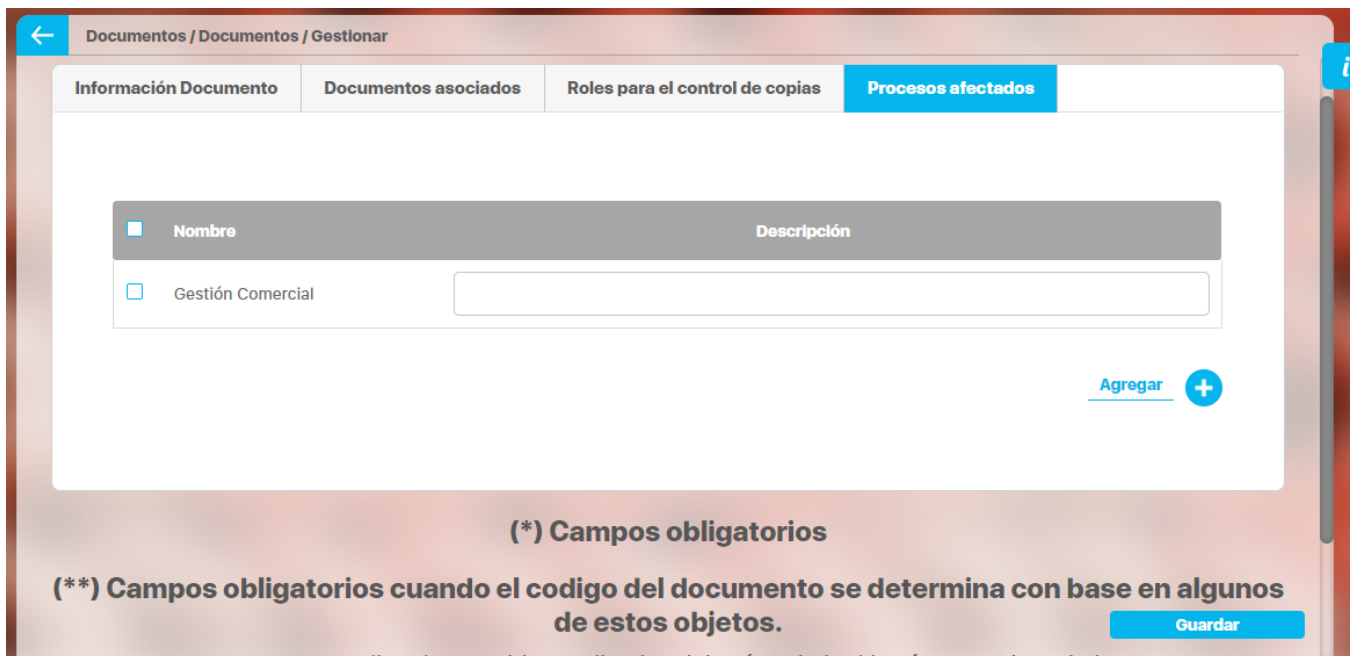 Documentos / Documentos / Gestionar
i
Información Documento
Documentos asociados
Roles para el control de copias
Procesos afectados
Nombre
Descripción
Gestión Comercial
Agregar
(*) Campos obligatorios
(**) Campos obligatorios cuando el codigo del documento se determina con base en algunos
de estos objetos.
Guardar